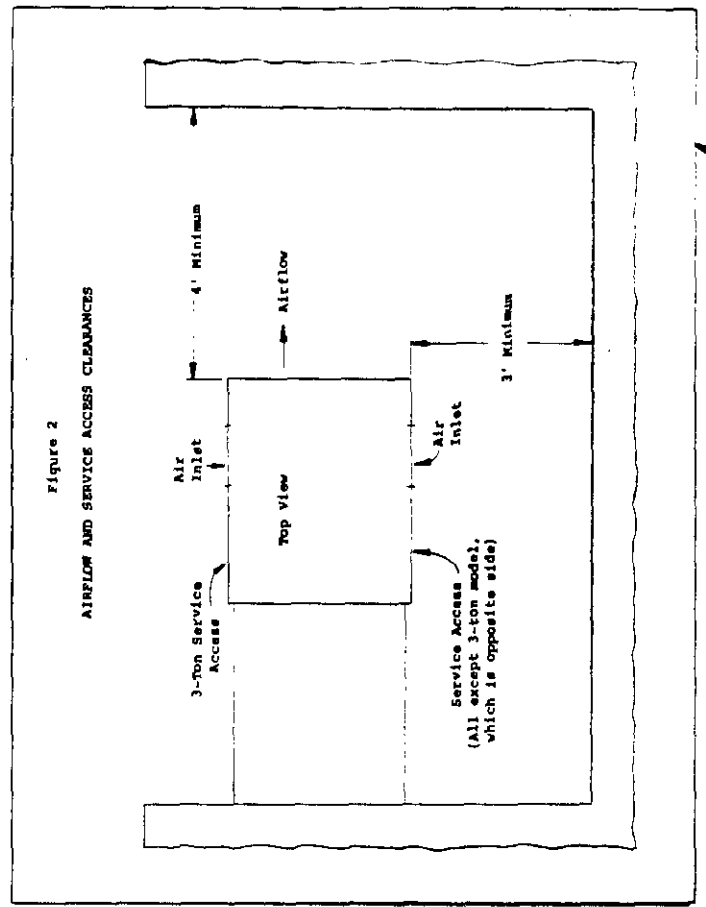 Figure 2
AIRFLOW AND SERVICE ACCESS CLEARANCES
4' Minimum
Air
Inlet
Airflow
3-Ton Service
Access
Top View
Air
Inlet
3' Minimum
Service Access
(All except 3-ton model,
which is opposite side)